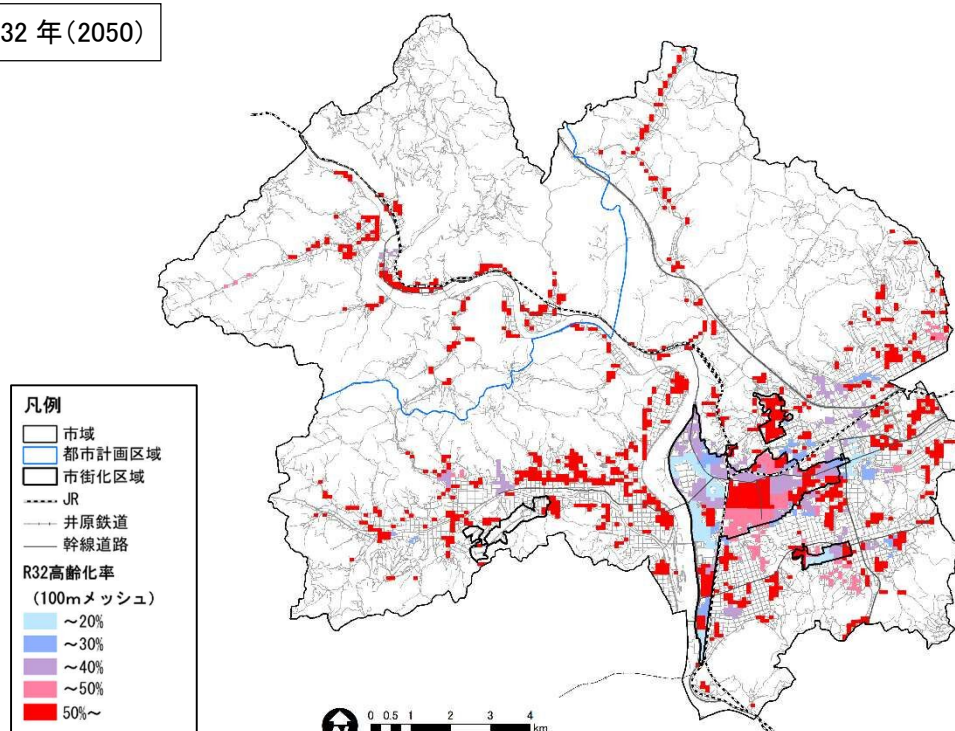 32 年(2050)
凡例
市域
都市計画区域
市街化区域
JR
井原鉄道
幹線道路
R32高齢化率
(100mメッシュ)
～20%
～30%
～40%
～50%
50%～
0 0.5 1 2 3 4
km